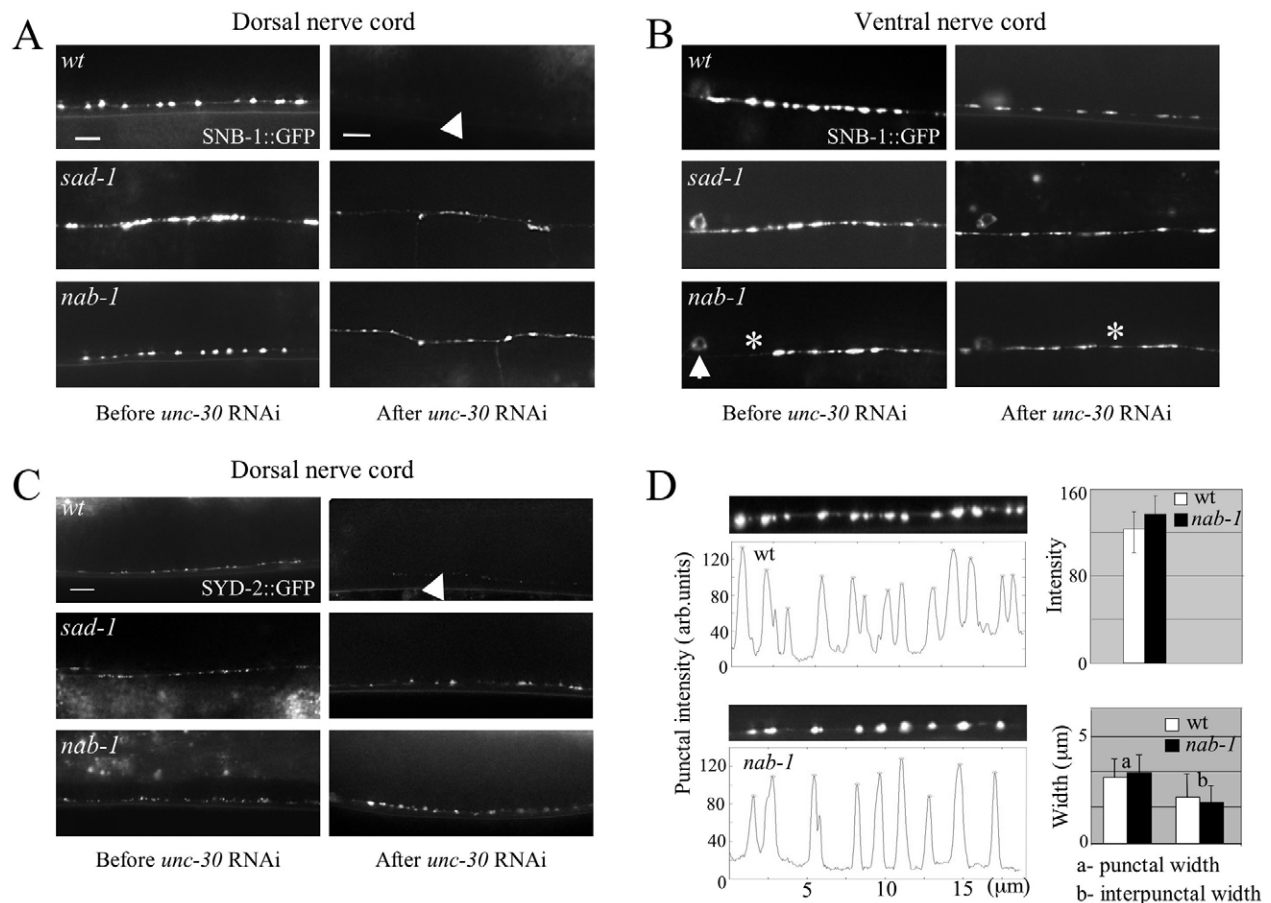 A
Dorsal nerve cord
wt
SNB-1::GFP
sad-1
nab-1
Before unc-30 RNAi
After unc-30 RNAi
B
Ventral nerve cord
wt
SNB-1::GFP
sad-1
nab-1
*
*
Before unc-30 RNAi
After unc-30 RNAi
C
Dorsal nerve cord
wt
SYD-2::GFP
sad-1
nab-1
Before unc-30 RNAi
After unc-30 RNAi
D
Punctal intensity ( arb.units)
wt
120
80
40
0
nab-1
120
80
40
0
5
10
15
(µm)
Intensity
160
80
0
wt
nab-1
Width (µm)
5
0
wt
nab-1
a
b
a- punctal width
b- interpunctal width